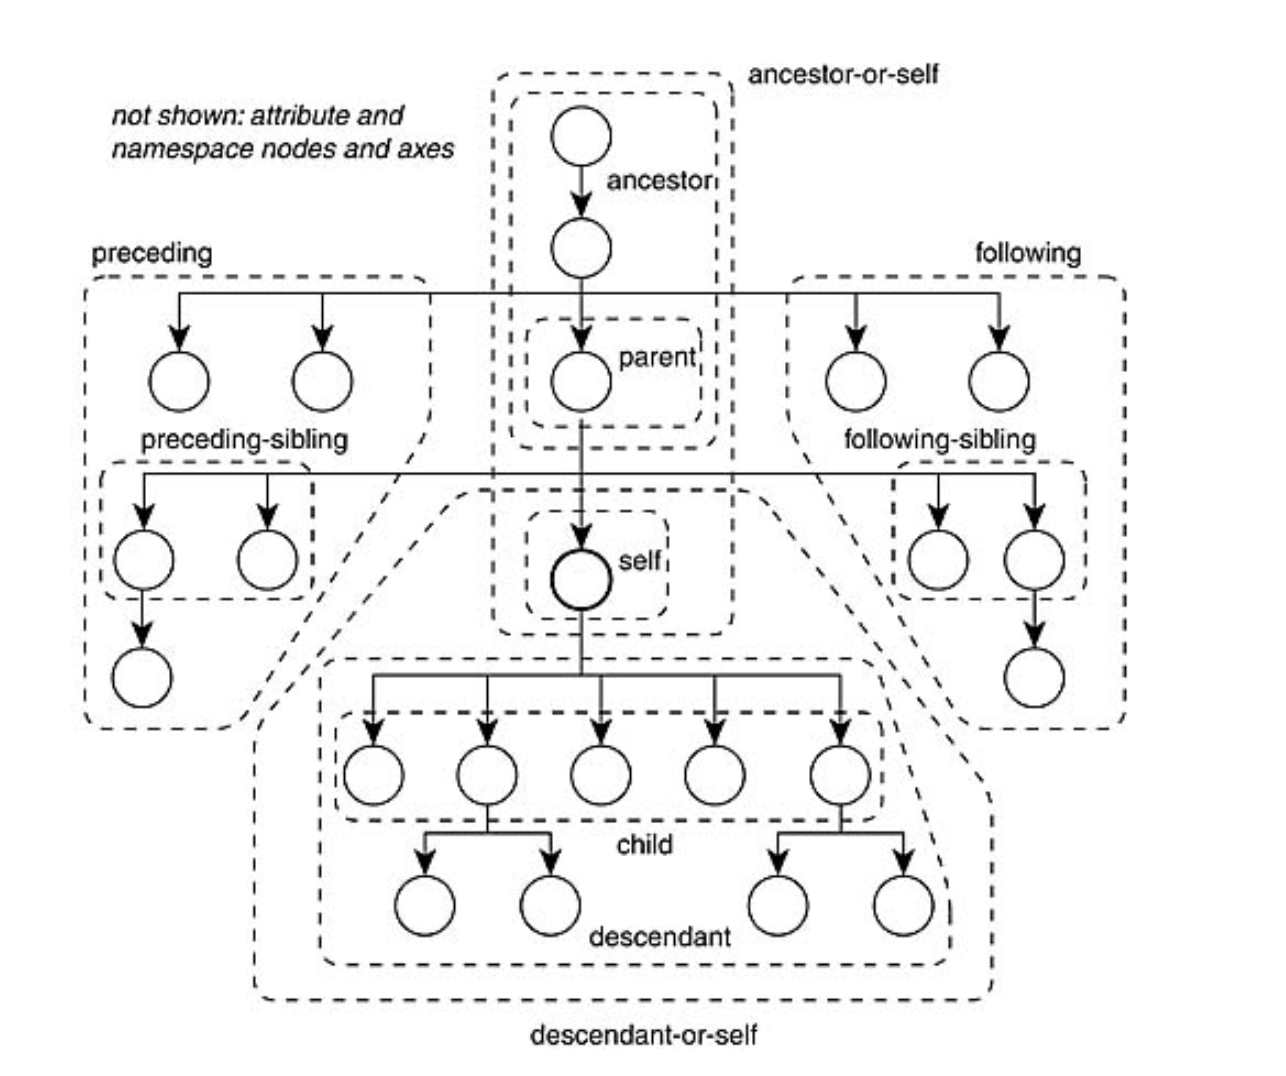 ancestor-or-self
not shown: attribute and
namespace nodes and axes
ancestor
preceding
following
parent
preceding-sibling
following-sibling
self
child
descendant
descendant-or-self